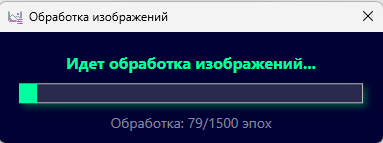 Обработка изображений
Идет обработка изображений...
Обработка: 79/1500 эпох